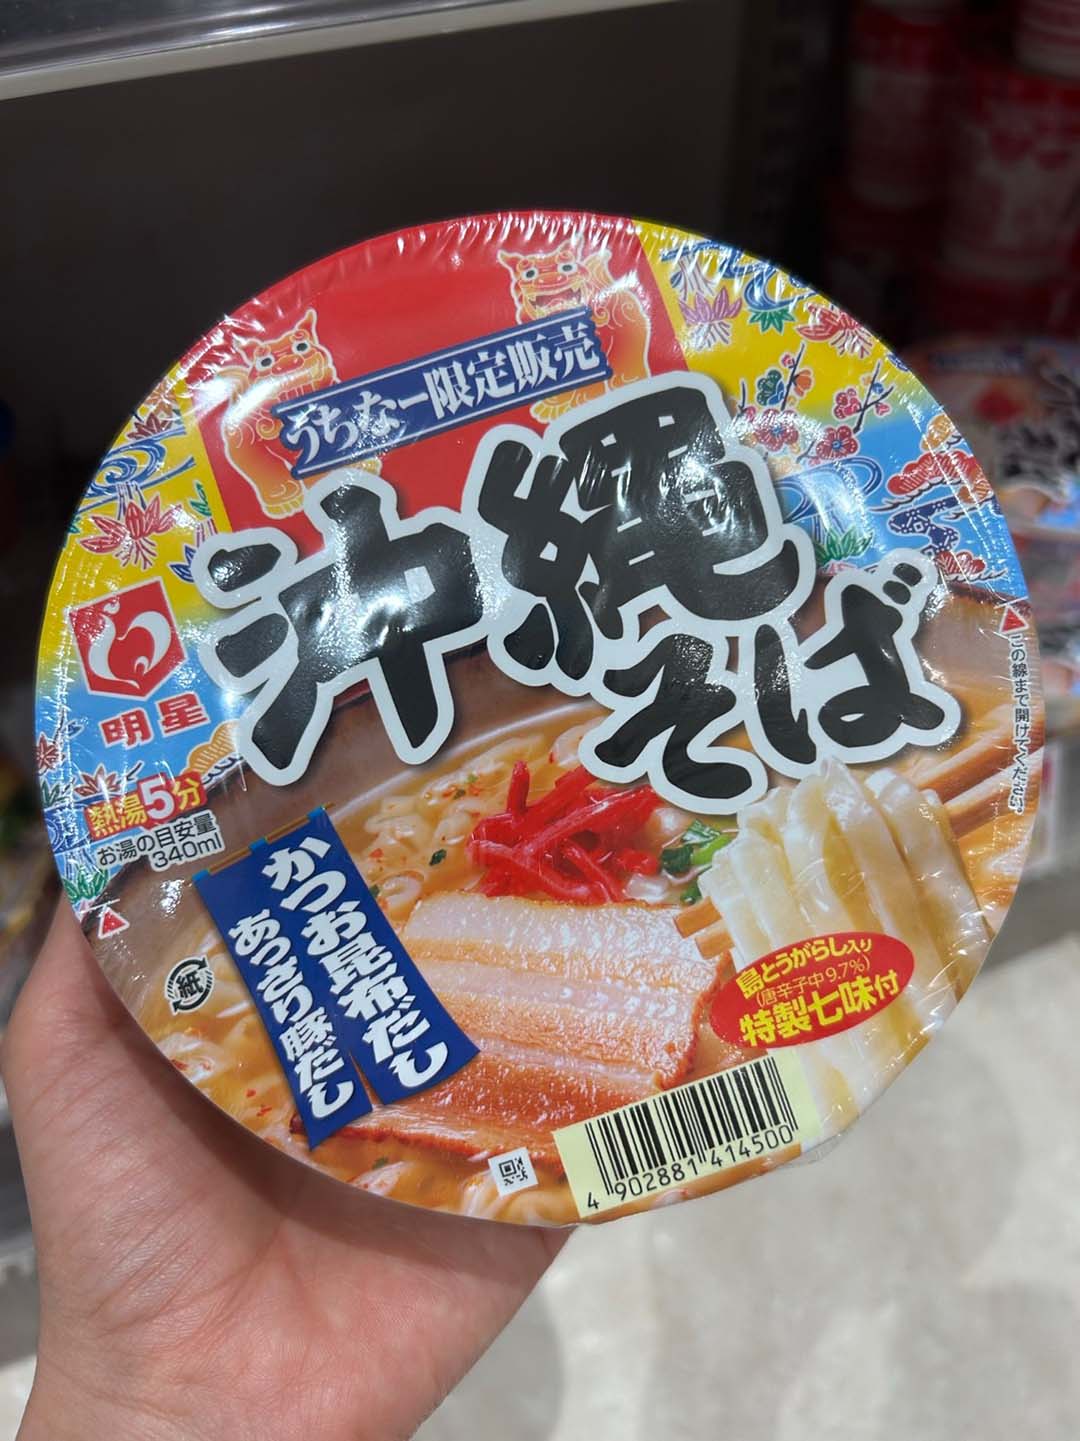 うちなー限定販売
沖縄
そば
明星
熱湯5分
お湯の目安量
340ml
かつお昆布だし
あっさり豚だし
紙
島とうがらし入り
(唐辛子中9.7%)
特製七味付
この線まで開けてください。
4 902881 414500